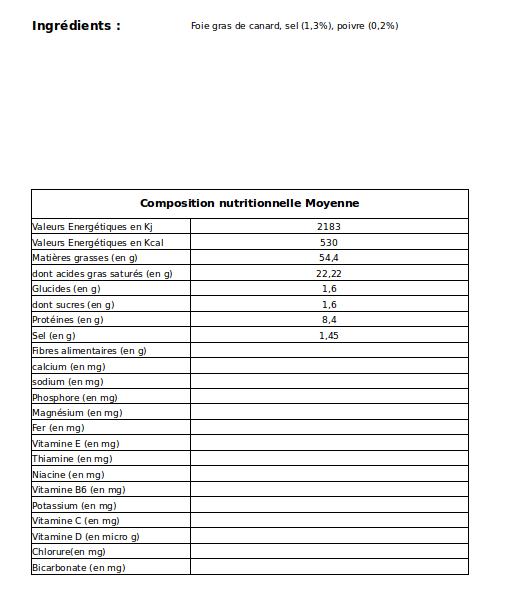 Ingrédients : Foie gras de canard, sel (1,3%), poivre (0,2%)
Composition nutritionnelle Moyenne
Valeurs Energétiques en Kj 2183
Valeurs Energétiques en Kcal 530
Matières grasses (en g) 54,4
dont acides gras saturés (en g) 22,22
Glucides (en g) 1,6
dont sucres (en g) 1,6
Protéines (en g) 8,4
Sel (en g) 1,45
Fibres alimentaires (en g)
calcium (en mg)
sodium (en mg)
Phosphore (en mg)
Magnésium (en mg)
Fer (en mg)
Vitamine E (en mg)
Thiamine (en mg)
Niacine (en mg)
Vitamine B6 (en mg)
Potassium (en mg)
Vitamine C (en mg)
Vitamine D (en micro g)
Chlorure(en mg)
Bicarbonate (en mg)